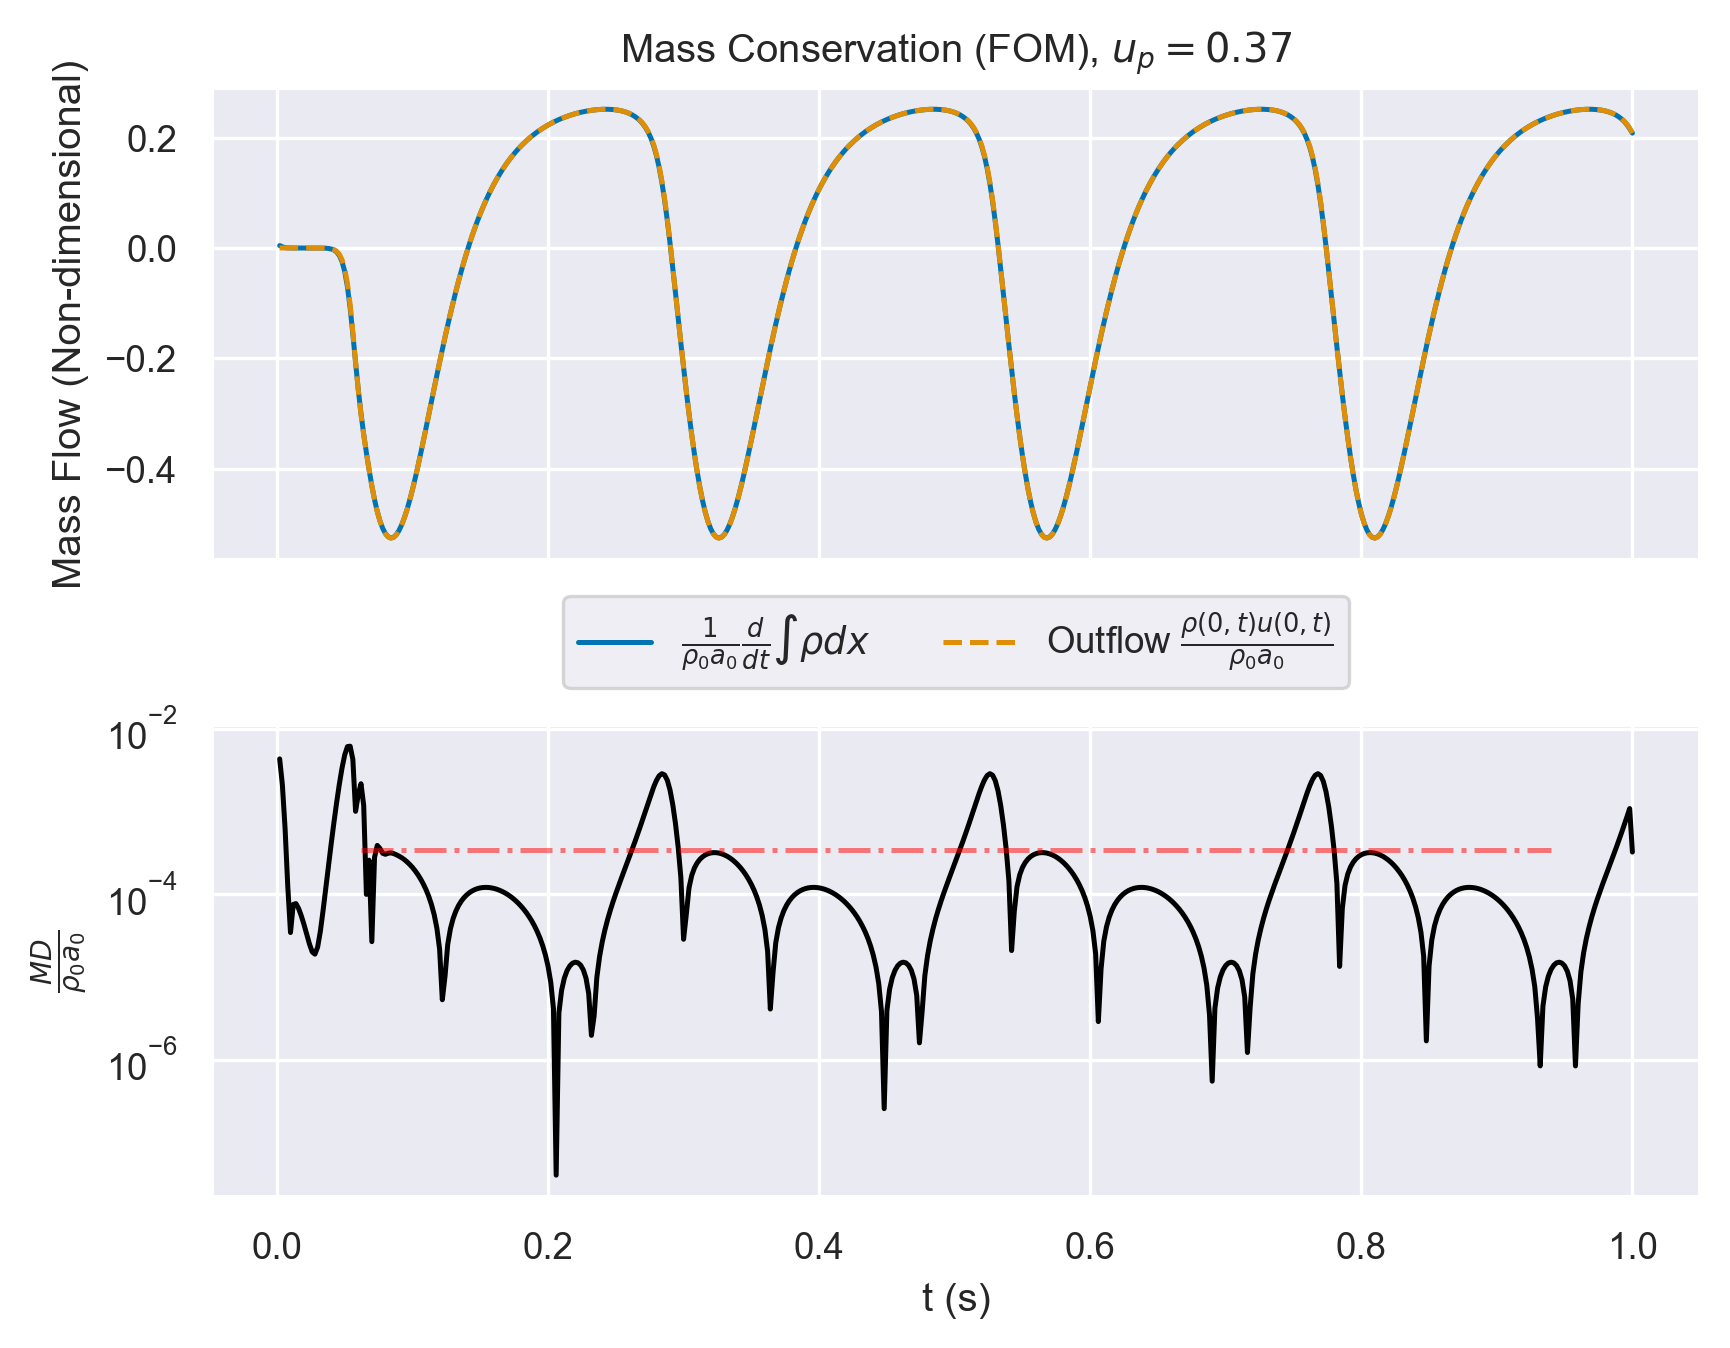 Mass Conservation (FOM), $u_p = 0.37$
Mass Flow (Non-dimensional)
0.2
0.0
−0.2
−0.4
$\frac{1}{\rho_0 a_0}\frac{d}{dt}\int \rho dx$ Outflow $\frac{\rho(0,t)u(0,t)}{\rho_0 a_0}$
$\frac{MD}{\rho_0 a_0}$
$10^{-2}$
$10^{-4}$
$10^{-6}$
0.0 0.2 0.4 0.6 0.8 1.0
t (s)